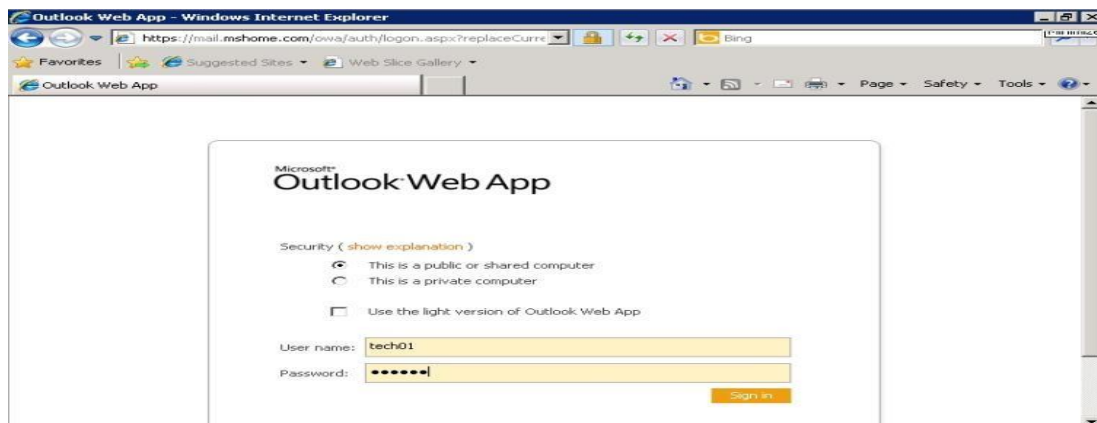 Outlook Web App - Windows Internet Explorer
https://mail.mshome.com/owa/auth/logon.aspx?replaceCurre
Bing
Favorites Suggested Sites Web Slice Gallery
Outlook Web App Page Safety Tools
Microsoft
Outlook Web App
Security ( show explanation )
This is a public or shared computer
This is a private computer
Use the light version of Outlook Web App
User name: tech01
Password: ••••••
Sign in